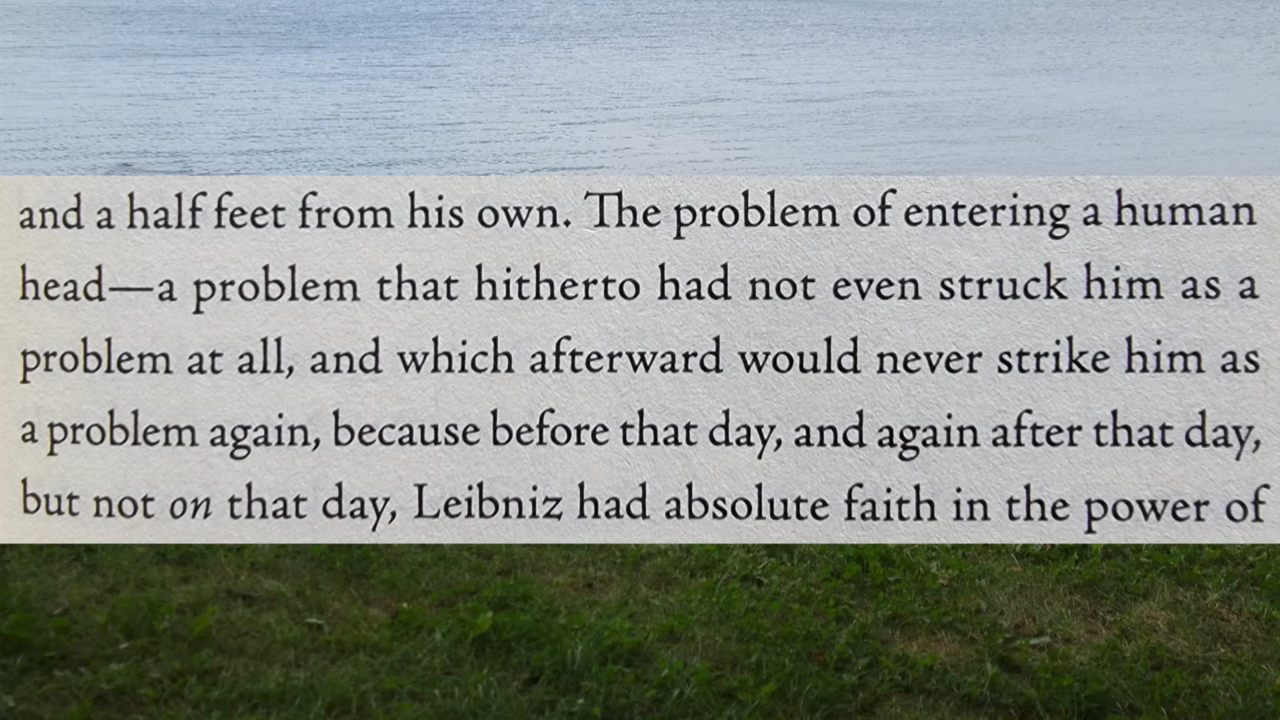 and a half feet from his own. The problem of entering a human
head—a problem that hitherto had not even struck him as a
problem at all, and which afterward would never strike him as
a problem again, because before that day, and again after that day,
but not on that day, Leibniz had absolute faith in the power of